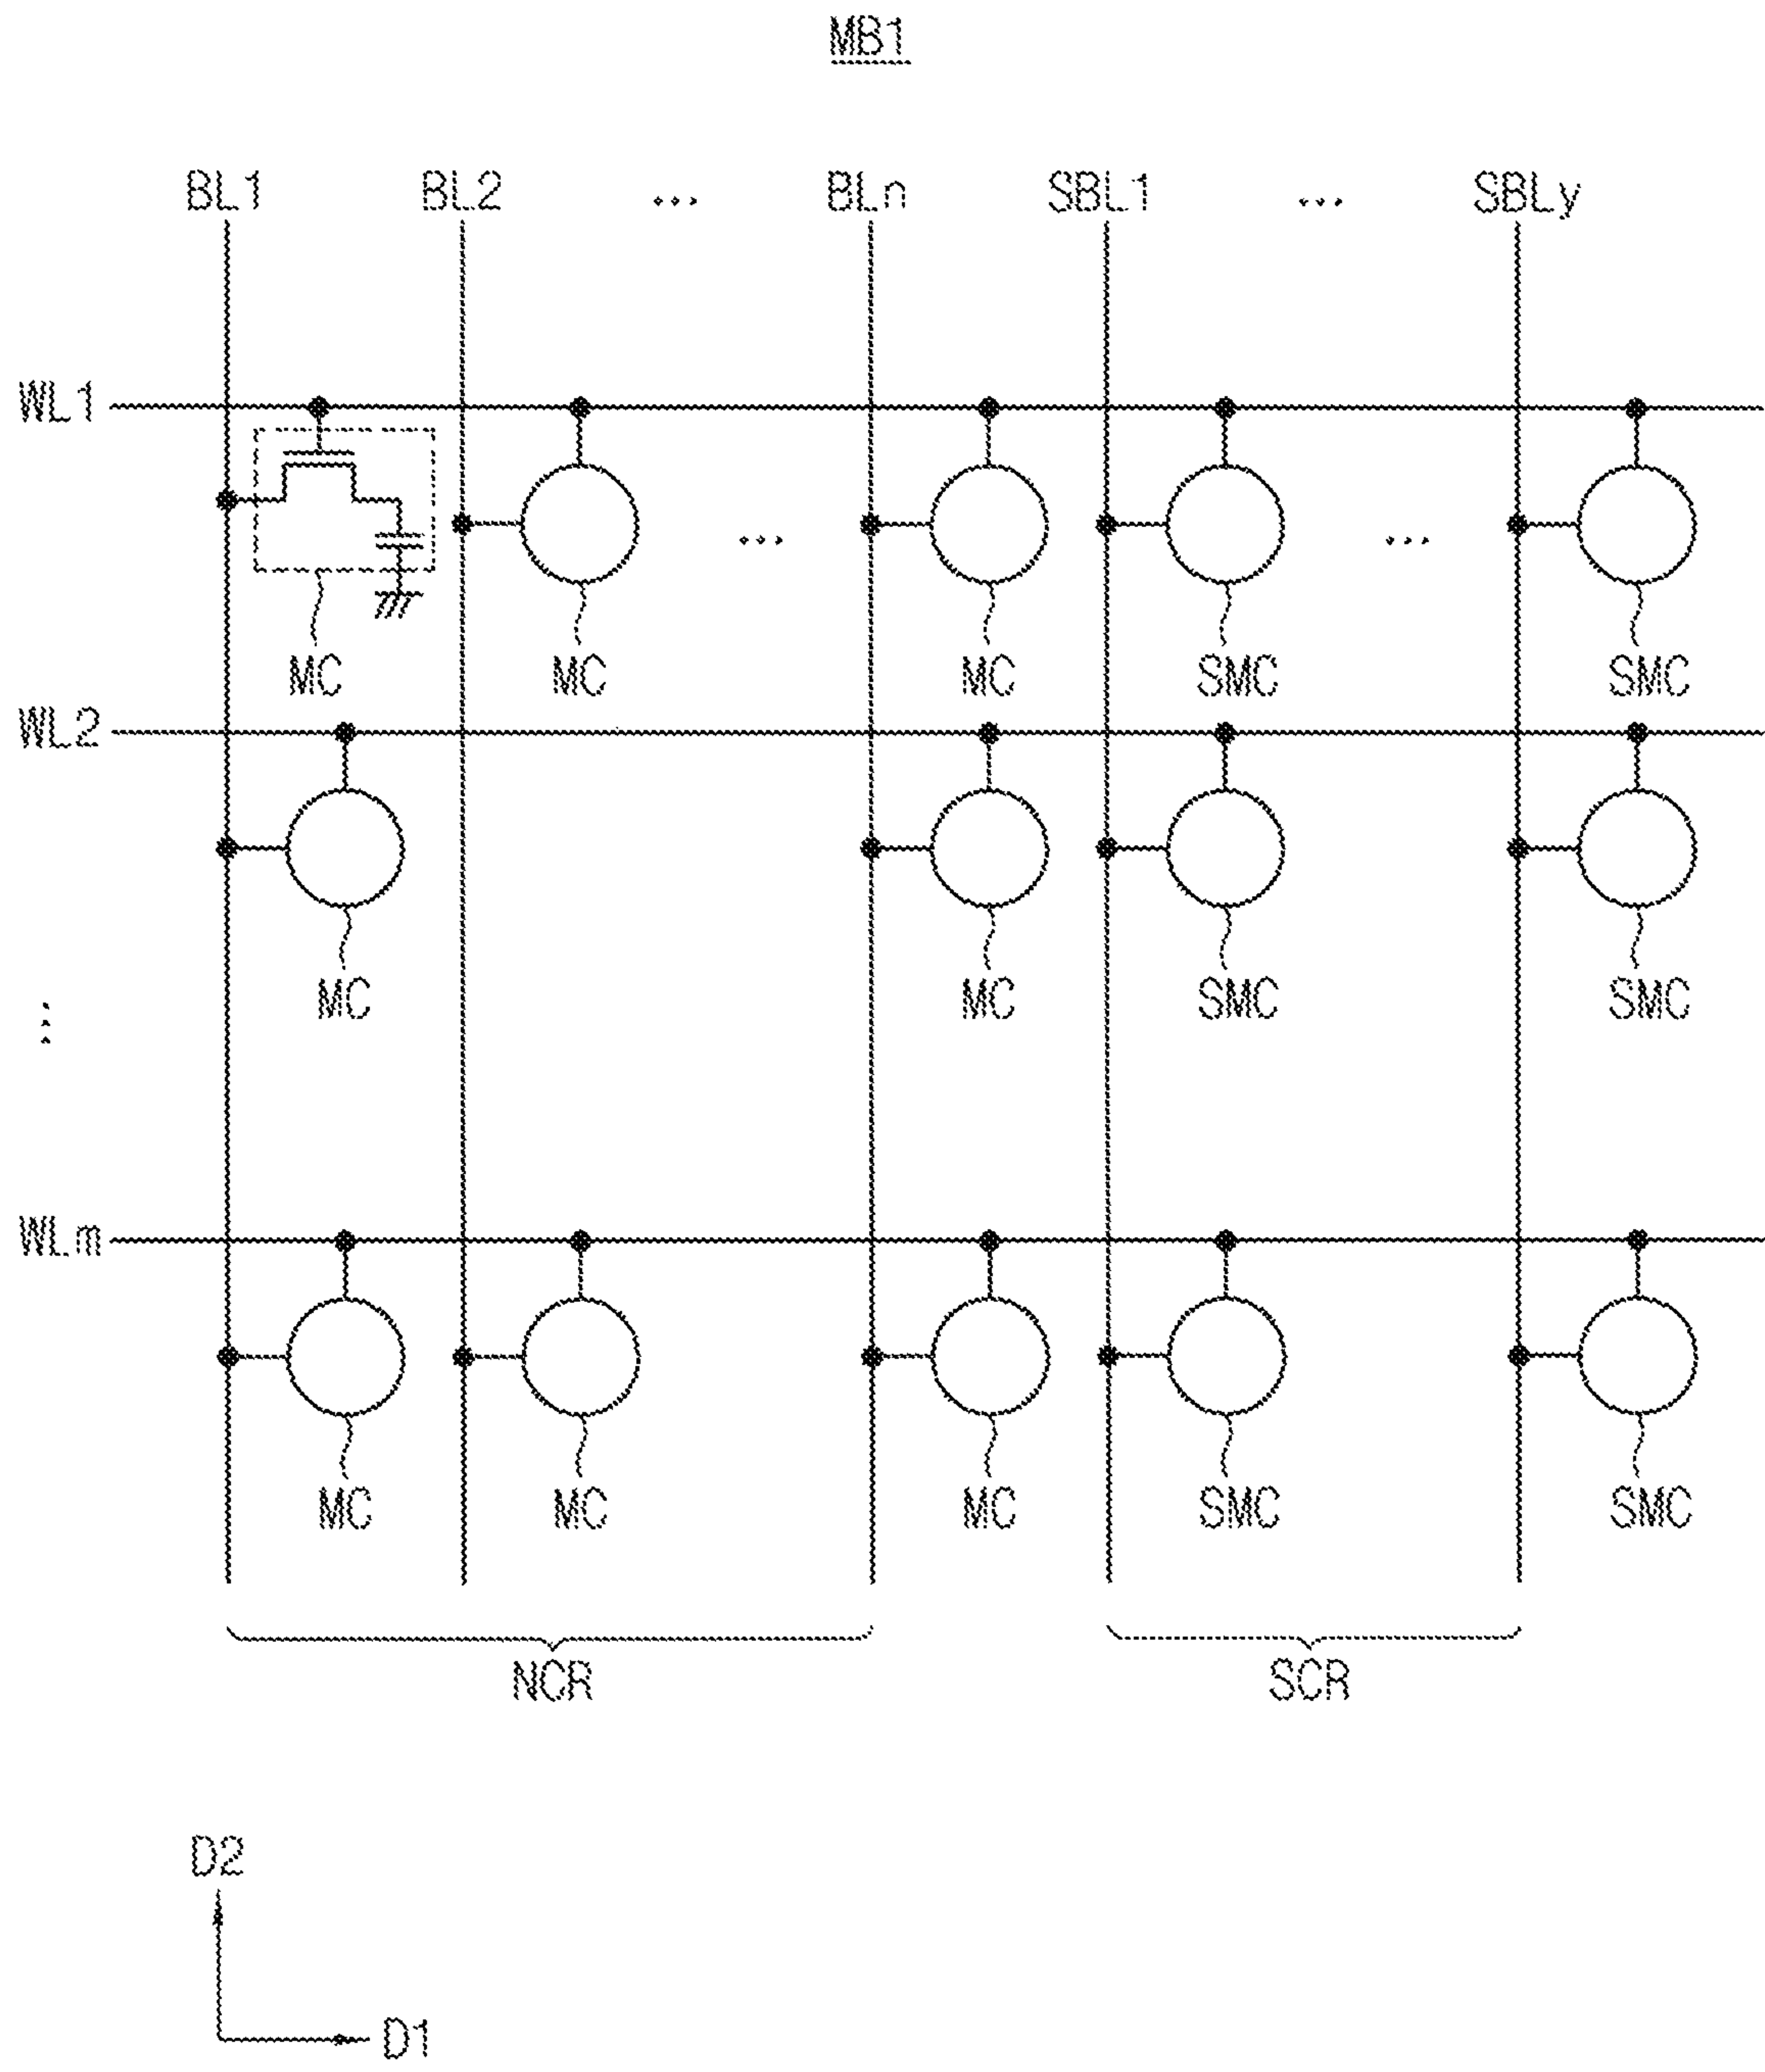 MB1
BL1 BL2 ... BLn SBL1 ... SBLy
WL1
... ...
MC MC MC SMC SMC
WL2
MC MC SMC SMC
...
WLm
MC MC MC SMC SMC
NCR SCR
D2
D1